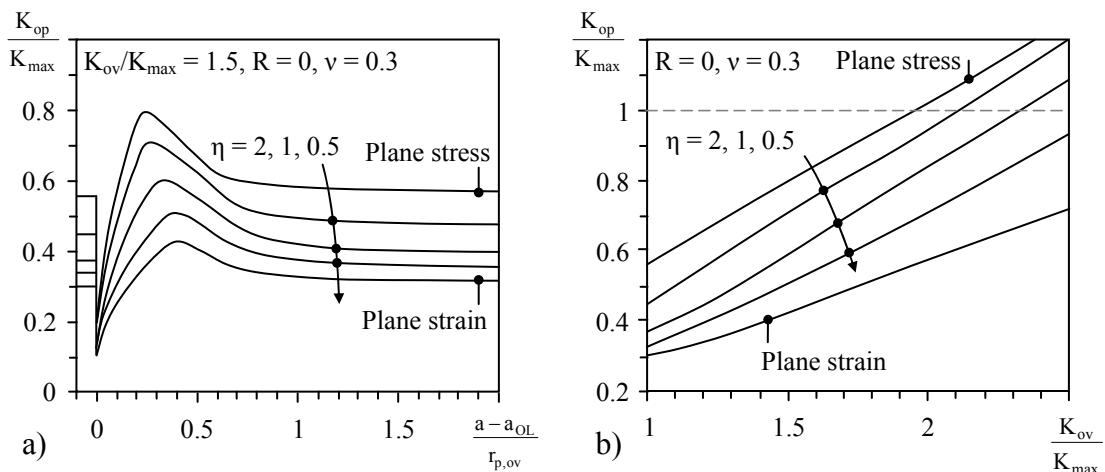 K_op
K_max
K_ov/K_max = 1.5, R = 0, ν = 0.3
0.8
η = 2, 1, 0.5
Plane stress
0.6
0.4
0.2
Plane strain
0
0
0.5
1
1.5
a – a_OL
r_p,ov
a)
K_op
K_max
R = 0, ν = 0.3
Plane stress
1
η = 2, 1, 0.5
0.8
0.6
0.4
Plane strain
0.2
1
1.5
2
K_ov
K_max
b)